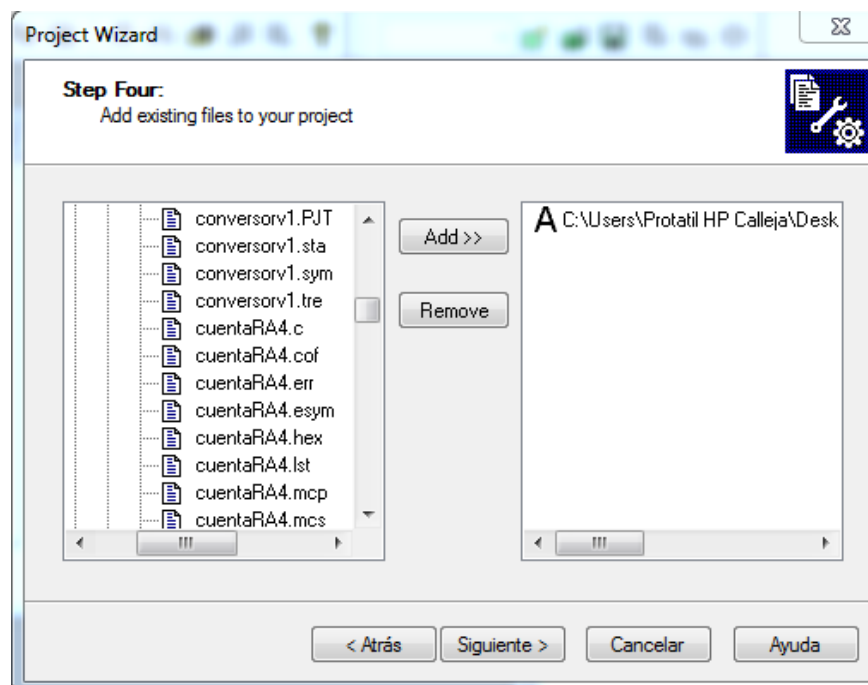 Project Wizard
Step Four:
Add existing files to your project
conversorv1.PJT
conversorv1.sta
conversorv1.sym
conversorv1.tre
cuentaRA4.c
cuentaRA4.cof
cuentaRA4.err
cuentaRA4.esym
cuentaRA4.hex
cuentaRA4.lst
cuentaRA4.mcp
cuentaRA4.mcs
Add >>
Remove
A C:\Users\Protatil HP Calleja\Desk
< Atrás
Siguiente >
Cancelar
Ayuda